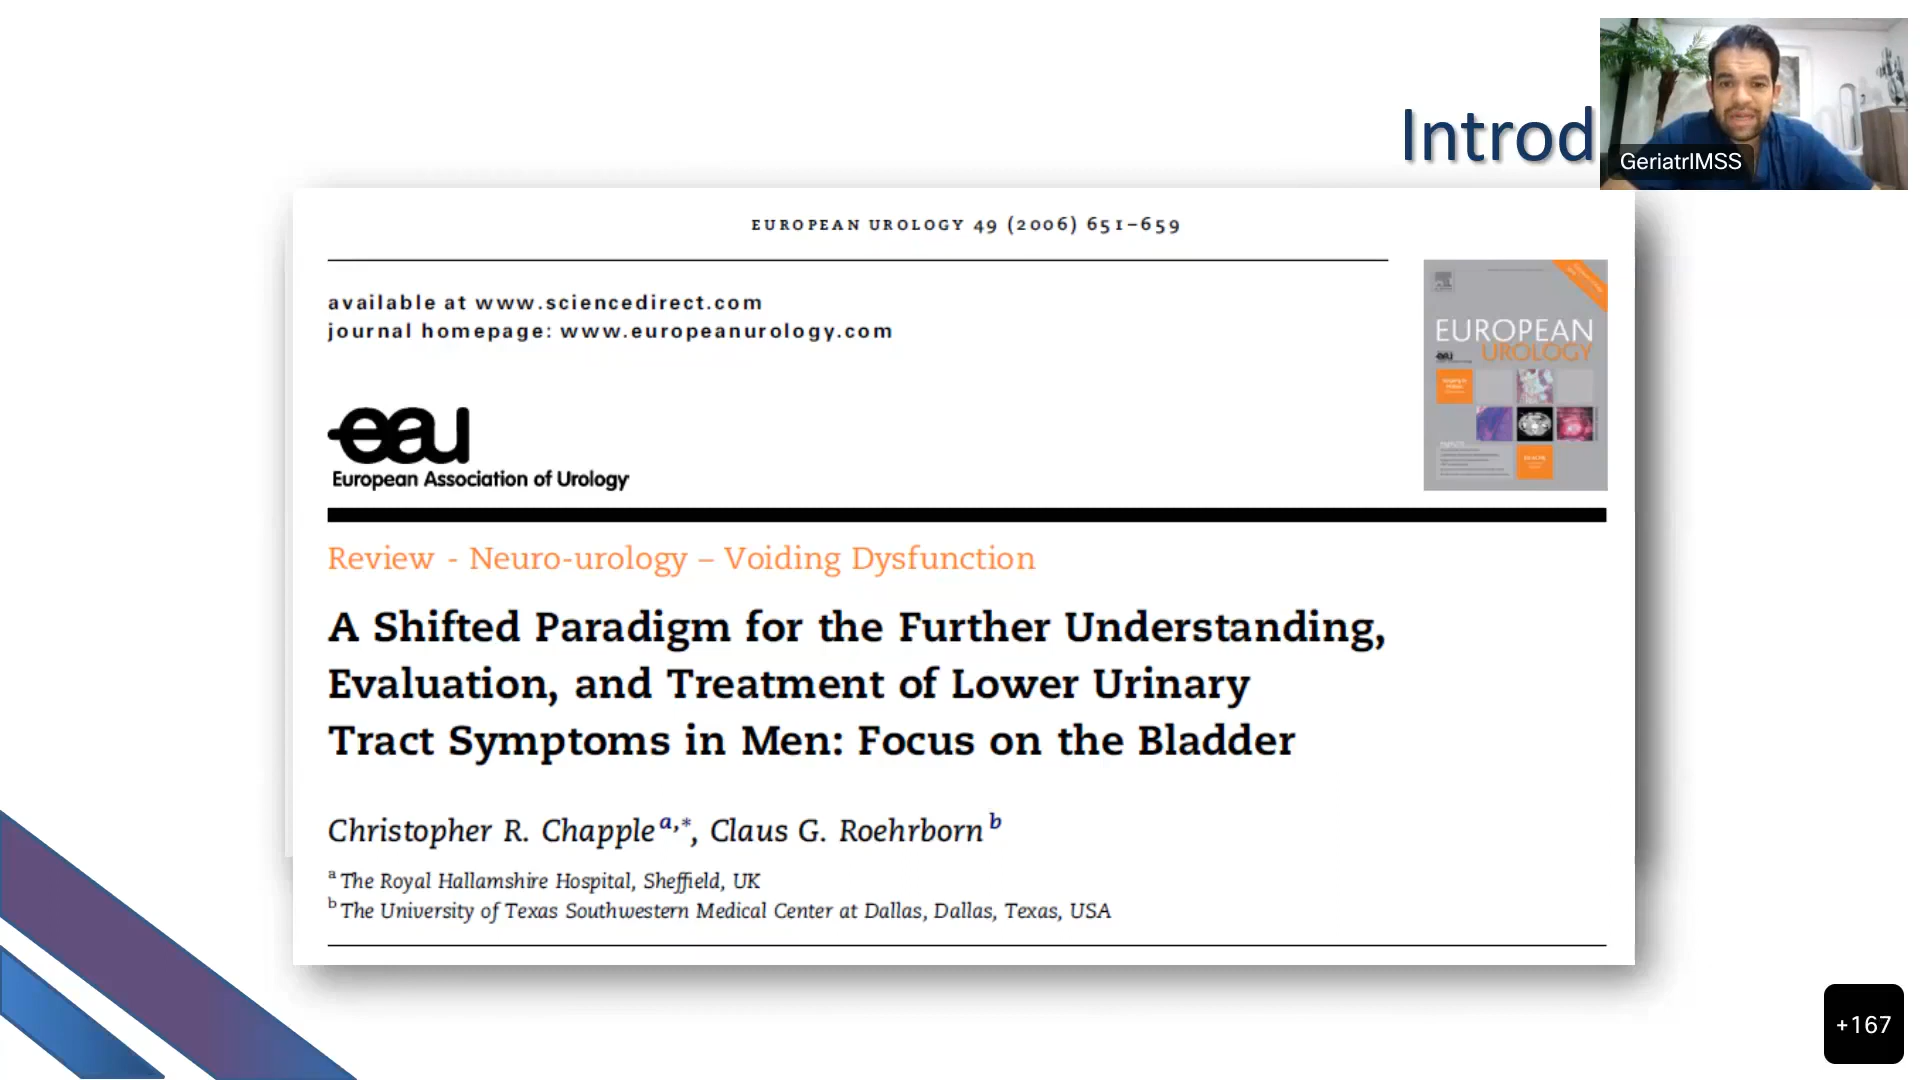 Introd
GeriatrIMSS
EUROPEAN UROLOGY 49 (2006) 651–659
available at www.sciencedirect.com
journal homepage: www.europeanurology.com
EUROPEAN
UROLOGY
eau
European Association of Urology
Review - Neuro-urology – Voiding Dysfunction
A Shifted Paradigm for the Further Understanding,
Evaluation, and Treatment of Lower Urinary
Tract Symptoms in Men: Focus on the Bladder
Christopher R. Chapple a,*, Claus G. Roehrborn b
a The Royal Hallamshire Hospital, Sheffield, UK
b The University of Texas Southwestern Medical Center at Dallas, Dallas, Texas, USA
+167